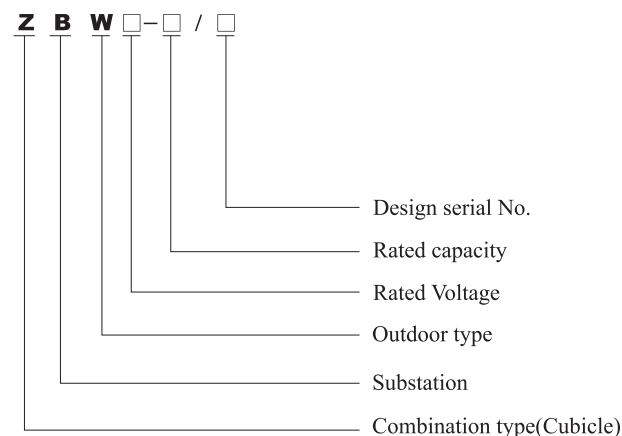 Z B W □-□ / □
Design serial No.
Rated capacity
Rated Voltage
Outdoor type
Substation
Combination type(Cubicle)